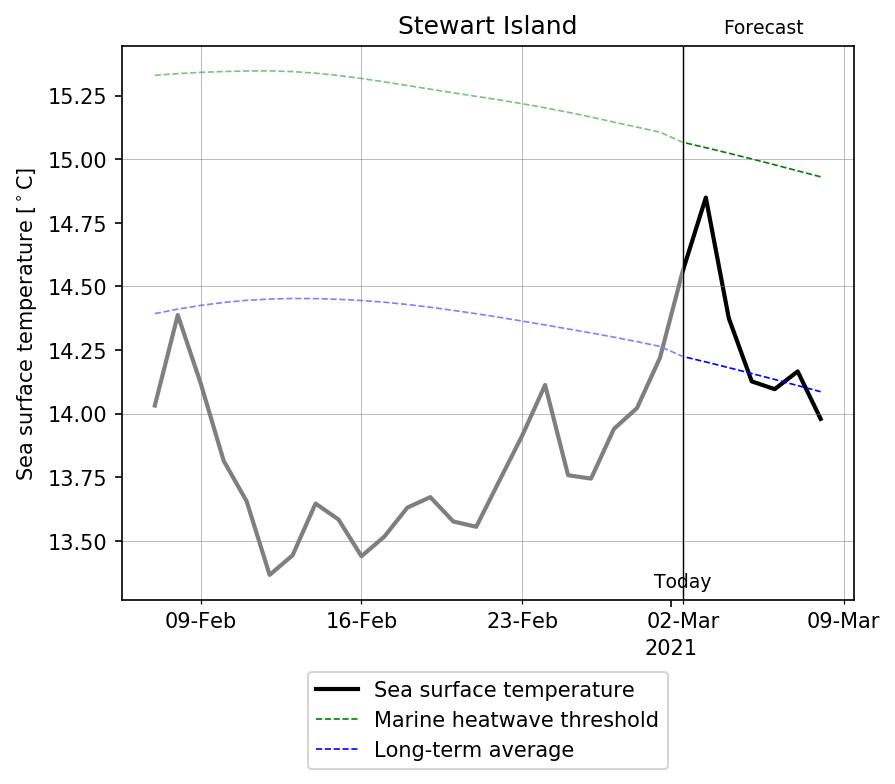 Stewart Island
Forecast
Sea surface temperature [°C]
15.25
15.00
14.75
14.50
14.25
14.00
13.75
13.50
Today
09-Feb
16-Feb
23-Feb
02-Mar
09-Mar
2021
Sea surface temperature
Marine heatwave threshold
Long-term average